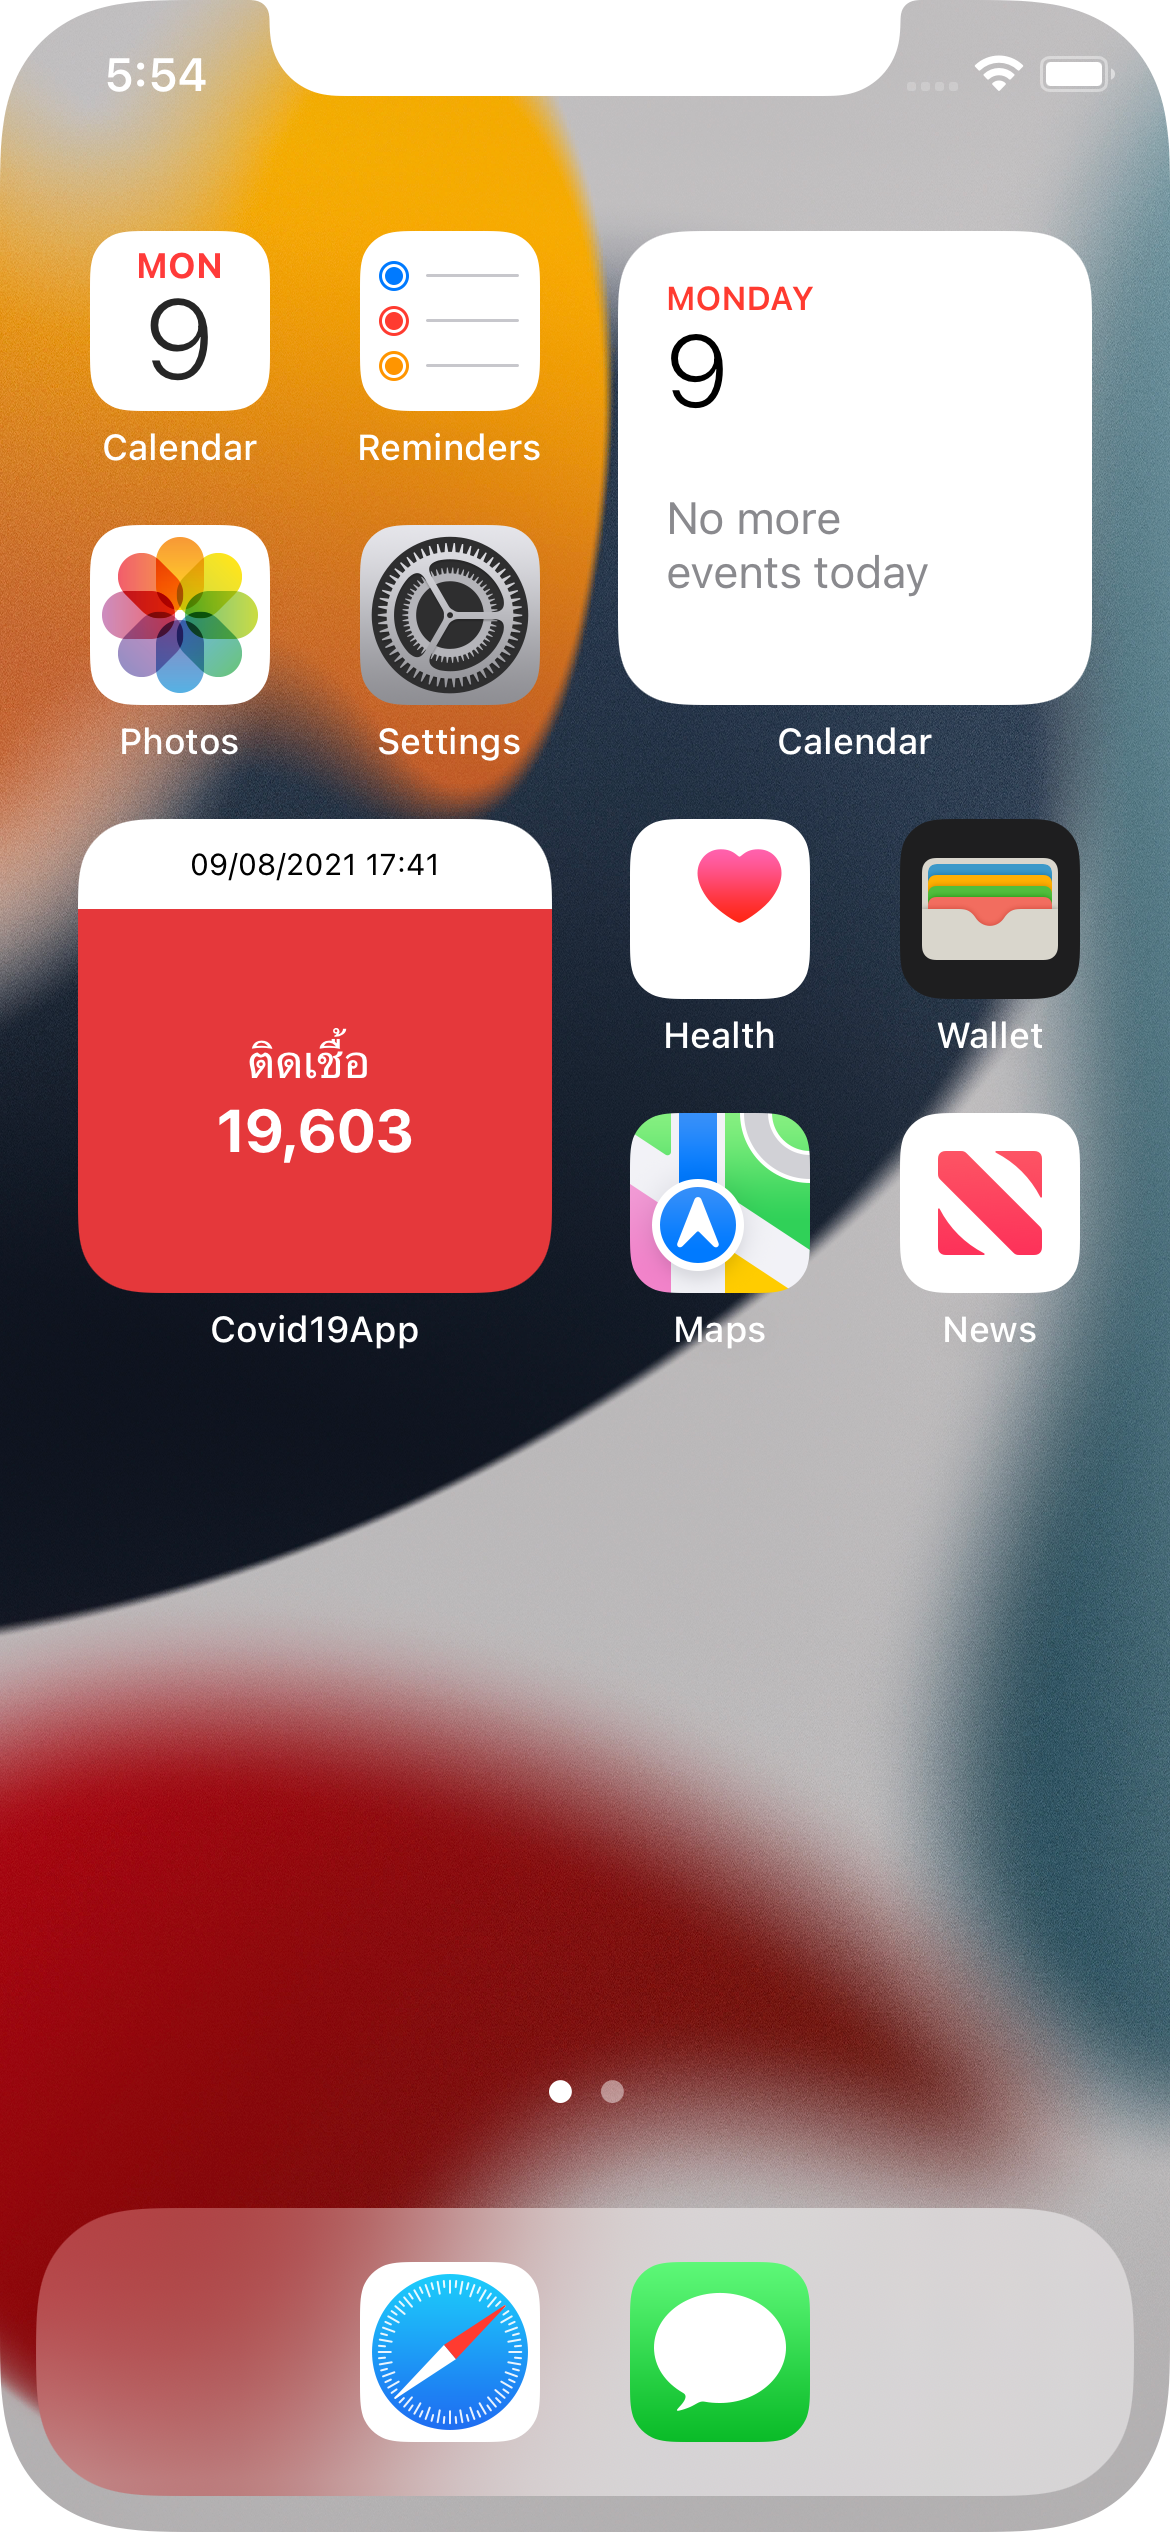 5:54
MON
9
Calendar
Reminders
MONDAY
9
No more
events today
Photos
Settings
Calendar
09/08/2021 17:41
ติดเชื้อ
19,603
Covid19App
Health
Wallet
Maps
News